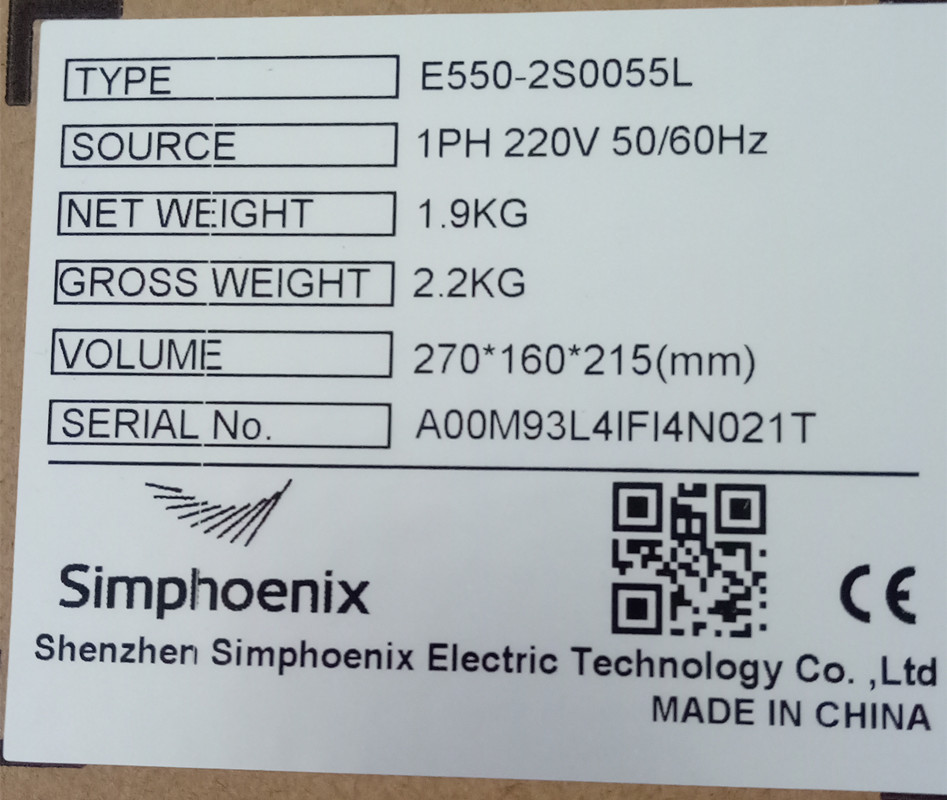 TYPE E550-2S0055L
SOURCE 1PH 220V 50/60Hz
NET WEIGHT 1.9KG
GROSS WEIGHT 2.2KG
VOLUME 270*160*215(mm)
SERIAL No. A00M93L4IFI4N021T
Simphoenix CE
Shenzhen Simphoenix Electric Technology Co. ,Ltd
MADE IN CHINA